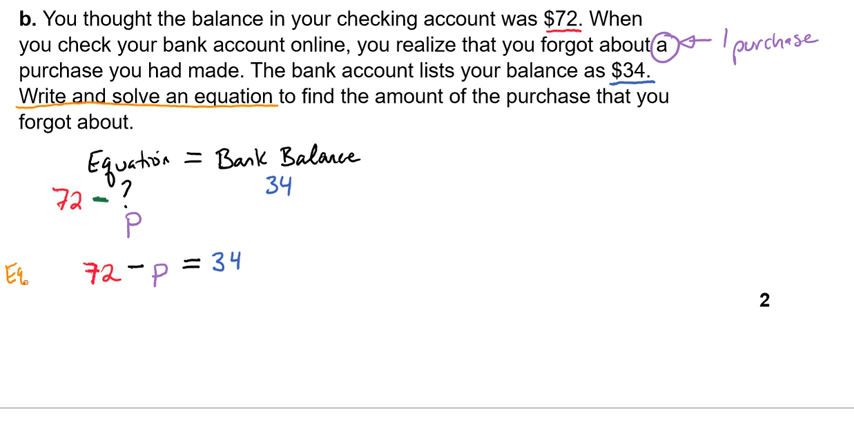 b. You thought the balance in your checking account was $72. When
you check your bank account online, you realize that you forgot about a 1 purchase
purchase you had made. The bank account lists your balance as $34.
Write and solve an equation to find the amount of the purchase that you
forgot about.
Equation = Bank Balance
72 - ? 34
P
Eq. 72 - p = 34
2